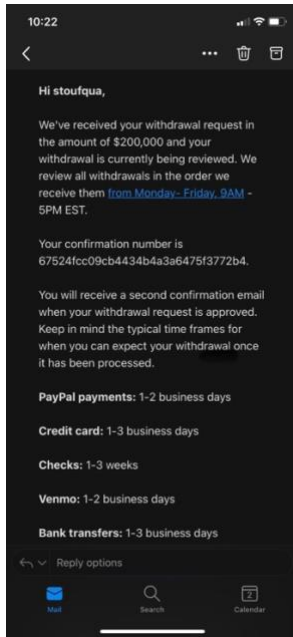 10:22
Hi stoufqua,
We've received your withdrawal request in
the amount of $200,000 and your
withdrawal is currently being reviewed. We
review all withdrawals in the order we
receive them from Monday- Friday, 9AM -
5PM EST.
Your confirmation number is
67524fcc09cb4434b4a3a6475f3772b4.
You will receive a second confirmation email
when your withdrawal request is approved.
Keep in mind the typical time frames for
when you can expect your withdrawal once
it has been processed.
PayPal payments: 1-2 business days
Credit card: 1-3 business days
Checks: 1-3 weeks
Venmo: 1-2 business days
Bank transfers: 1-3 business days
Reply options
2
Mail Search Calendar